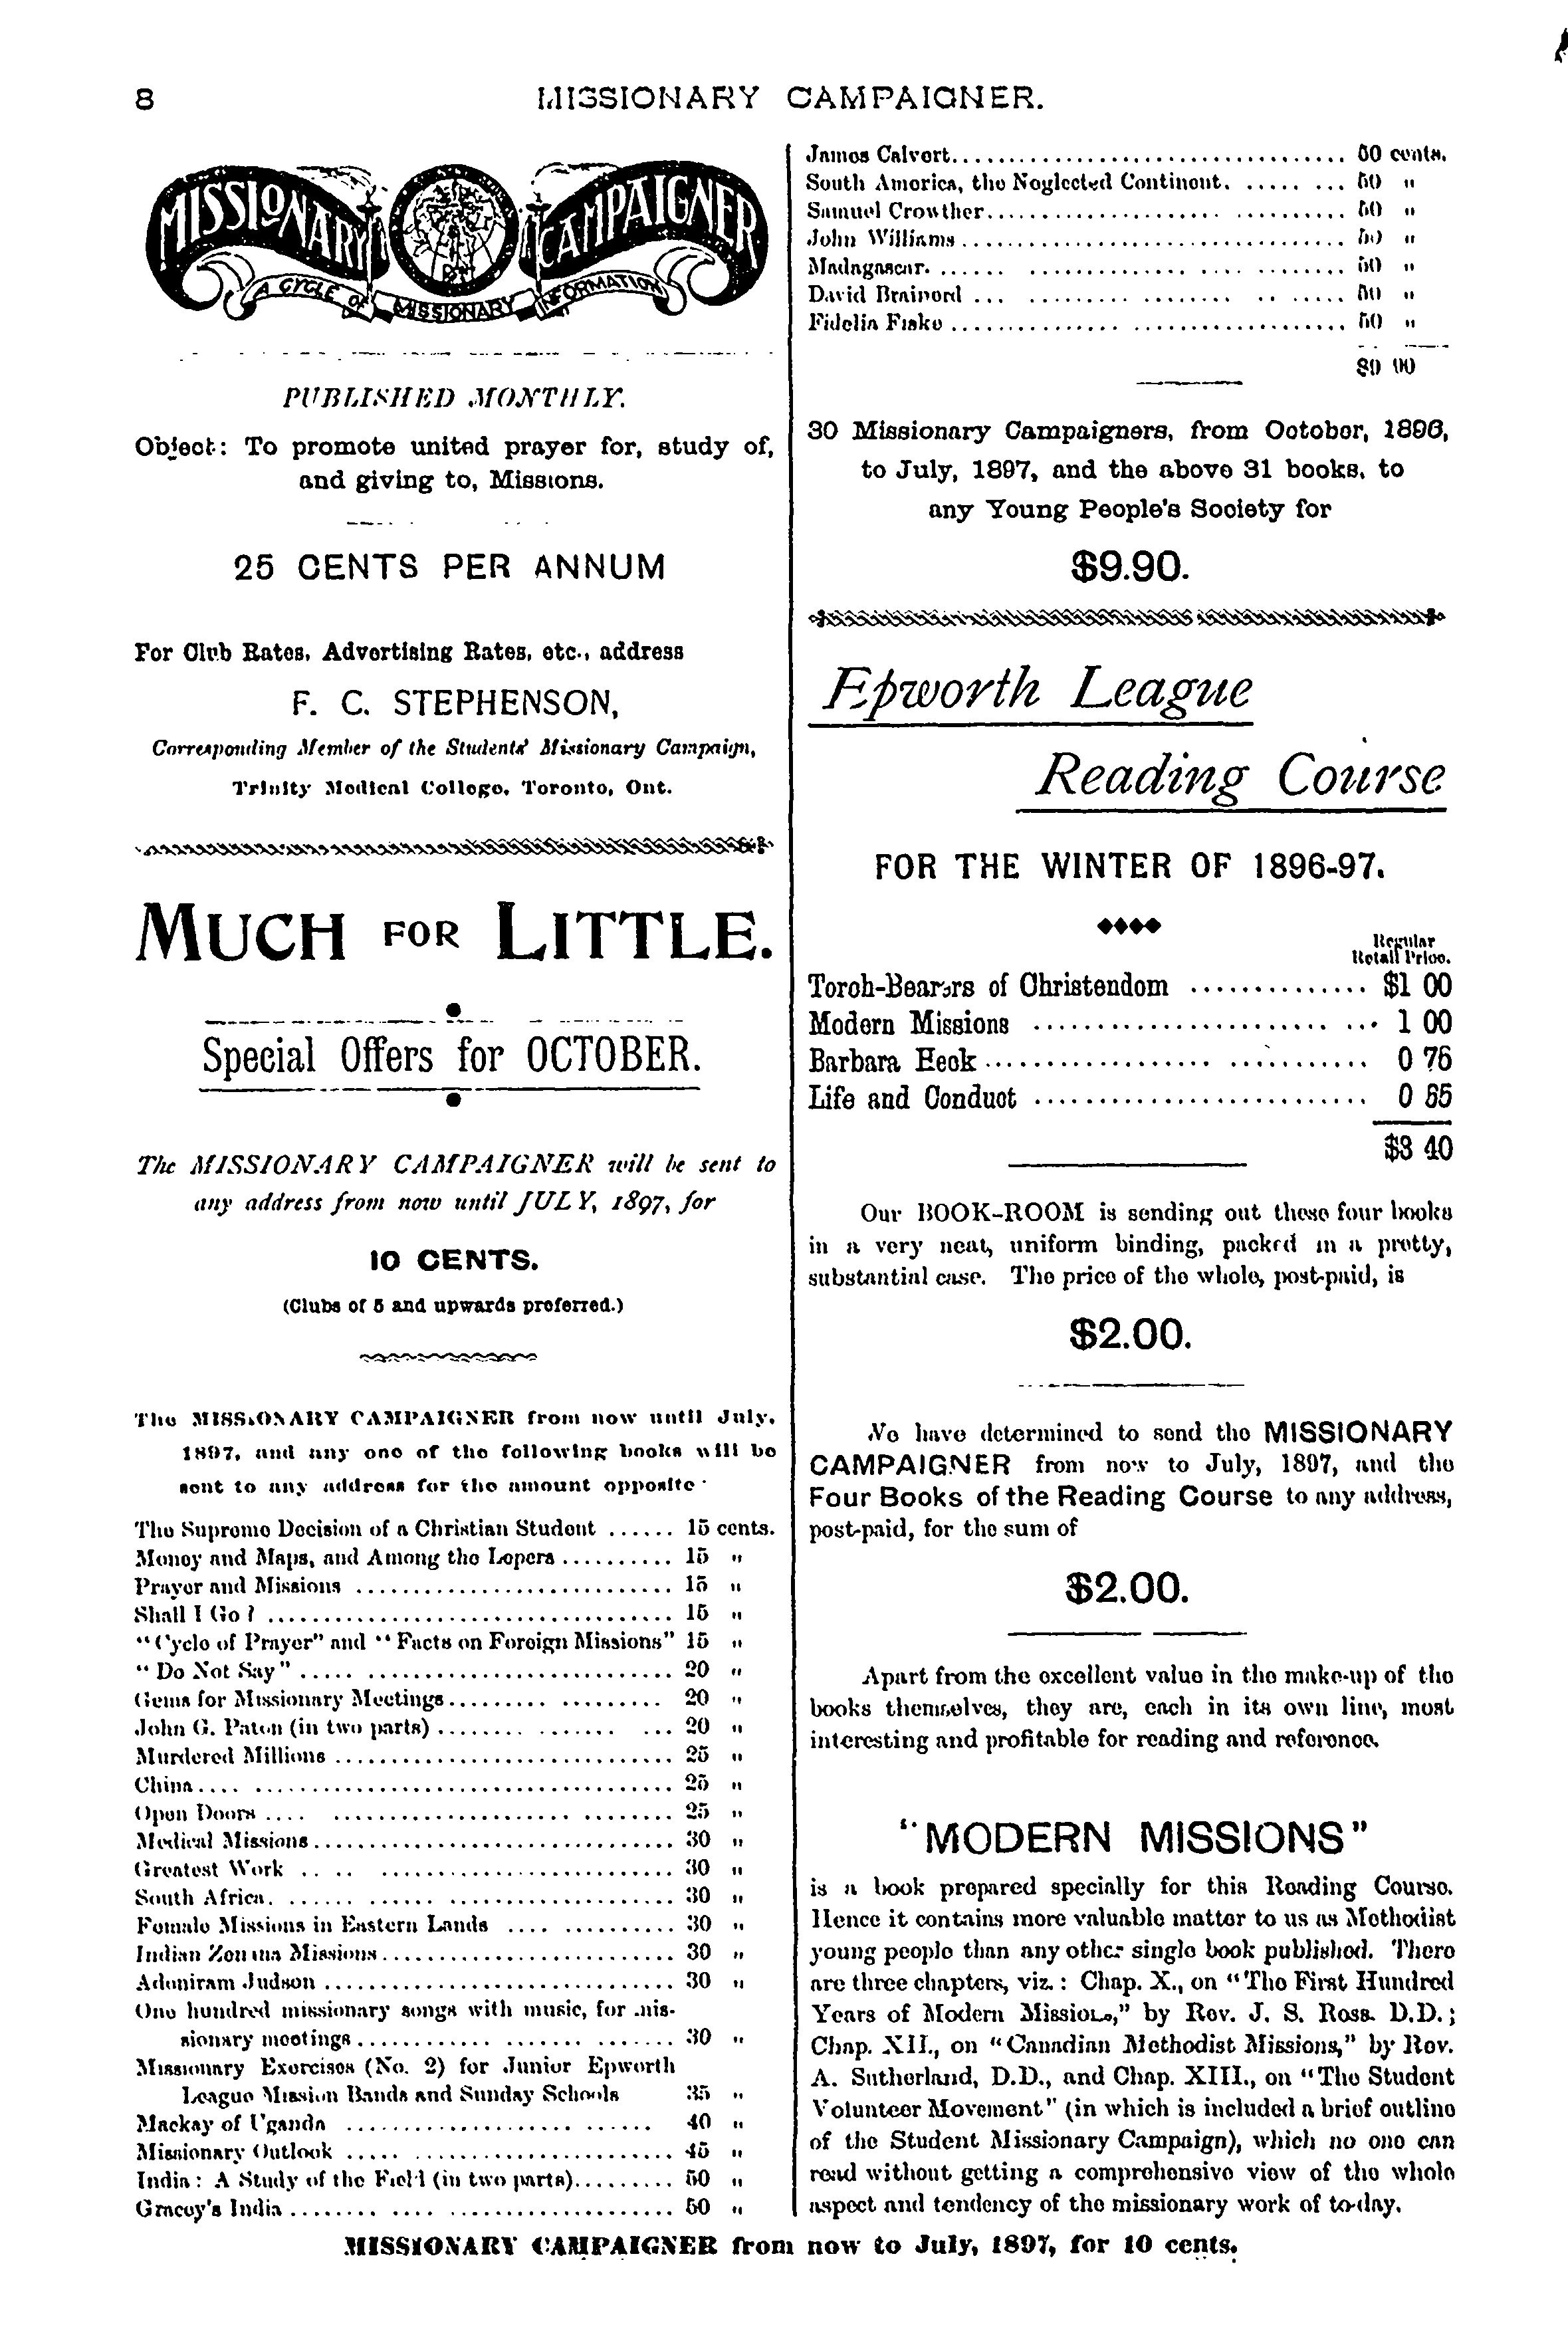 8 MISSIONARY CAMPAIGNER.
MISSIONARY CAMPAIGNER
A CYCLE OF MISSIONARY INFORMATION
PUBLISHED MONTHLY.
Object: To promote united prayer for, study of,
and giving to, Missions.
25 CENTS PER ANNUM
For Club Rates, Advertising Rates, etc., address
F. C. STEPHENSON,
Corresponding Member of the Students' Missionary Campaign,
Trinity Medical College, Toronto, Ont.
MUCH FOR LITTLE.
Special Offers for OCTOBER.
The MISSIONARY CAMPAIGNER will be sent to
any address from now until JULY, 1897, for
10 CENTS.
(Clubs of 5 and upwards preferred.)
The MISSIONARY CAMPAIGNER from now until July,
1897, and any one of the following books will be
sent to any address for the amount opposite
The Supreme Decision of a Christian Student ...... 15 cents.
Money and Maps, and Among the Lepers .......... 15 "
Prayer and Missions ............................ 15 "
Shall I Go? .................................... 15 "
"Cycle of Prayer" and "Facts on Foreign Missions" 15 "
"Do Not Say" ................................ 20 "
Gems for Missionary Meetings.................. 20 "
John G. Paton (in two parts) .................. 20 "
Murdered Millions .............................. 25 "
China.......................................... 25 "
Open Doors .................................... 25 "
Medical Missions................................ 30 "
Greatest Work ................................ 30 "
South Africa.................................... 30 "
Female Missions in Eastern Lands .............. 30 "
Indian Zenana Missions.......................... 30 "
Adoniram Judson ................................ 30 "
One hundred missionary songs with music, for mis-
sionary meetings .............................. 30 "
Missionary Exercises (No. 2) for Junior Epworth
League Mission Bands and Sunday Schools 35 "
Mackay of Uganda ............................ 40 "
Missionary Outlook ............................ 45 "
India: A Study of the Field (in two parts)......... 50 "
Gracey's India .................................. 50 "
James Calvert................................... 50 cents.
South America, the Neglected Continent. ......... 50 "
Samuel Crowther................................ 50 "
John Williams .................................. 50 "
Madagascar. .................................... 50 "
David Brainerd ................................ 50 "
Fidelia Fiske .................................. 50 "
$9 90
30 Missionary Campaigners, from October, 1896,
to July, 1897, and the above 31 books, to
any Young People's Society for
$9.90.
Epworth League
Reading Course
FOR THE WINTER OF 1896-97.
Regular
Retail Price.
Torch-Bearers of Christendom .............. $1 00
Modern Missions .......................... 1 00
Barbara Heck .............................. 0 75
Life and Conduct .......................... 0 65
$3 40
Our BOOK-ROOM is sending out these four books
in a very neat, uniform binding, packed in a pretty,
substantial case. The price of the whole, post-paid, is
$2.00.
We have determined to send the MISSIONARY
CAMPAIGNER from now to July, 1897, and the
Four Books of the Reading Course to any address,
post-paid, for the sum of
$2.00.
Apart from the excellent value in the make-up of the
books themselves, they are, each in its own line, most
interesting and profitable for reading and reference.
"MODERN MISSIONS"
is a book prepared specially for this Reading Course.
Hence it contains more valuable matter to us as Methodist
young people than any other single book published. There
are three chapters, viz.: Chap. X., on "The First Hundred
Years of Modern Missions," by Rev. J. S. Ross, D.D.;
Chap. XII., on "Canadian Methodist Missions," by Rev.
A. Sutherland, D.D., and Chap. XIII., on "The Student
Volunteer Movement" (in which is included a brief outline
of the Student Missionary Campaign), which no one can
read without getting a comprehensive view of the whole
aspect and tendency of the missionary work of to-day.
MISSIONARY CAMPAIGNER from now to July, 1897, for 10 cents.